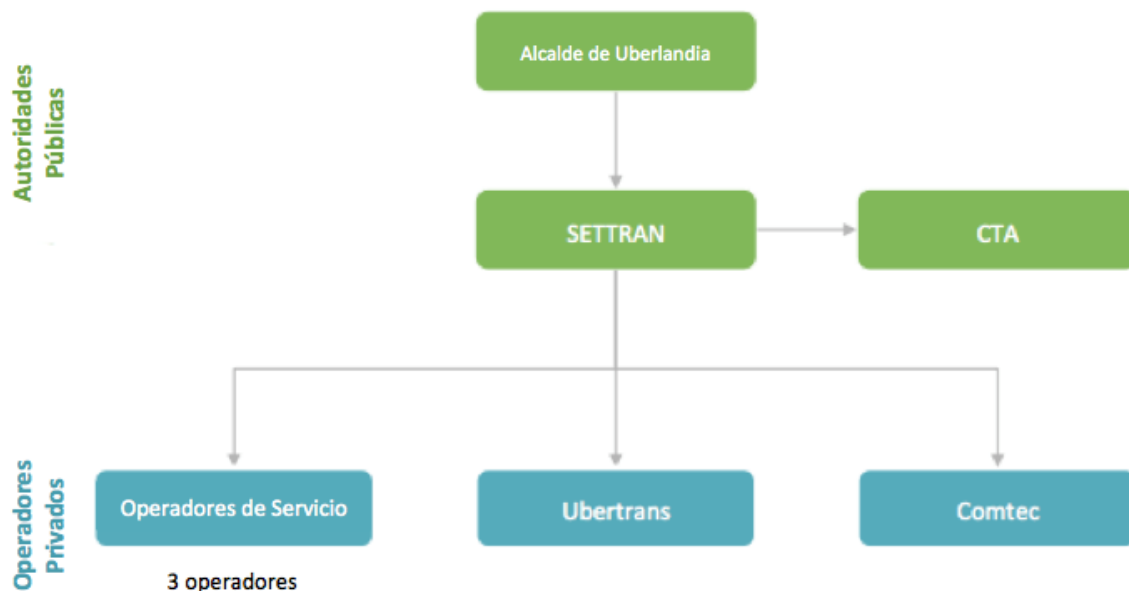 Autoridades
Públicas
Alcalde de Uberlandia
SETTRAN
CTA
Operadores
Privados
Operadores de Servicio
Ubertrans
Comtec
3 operadores